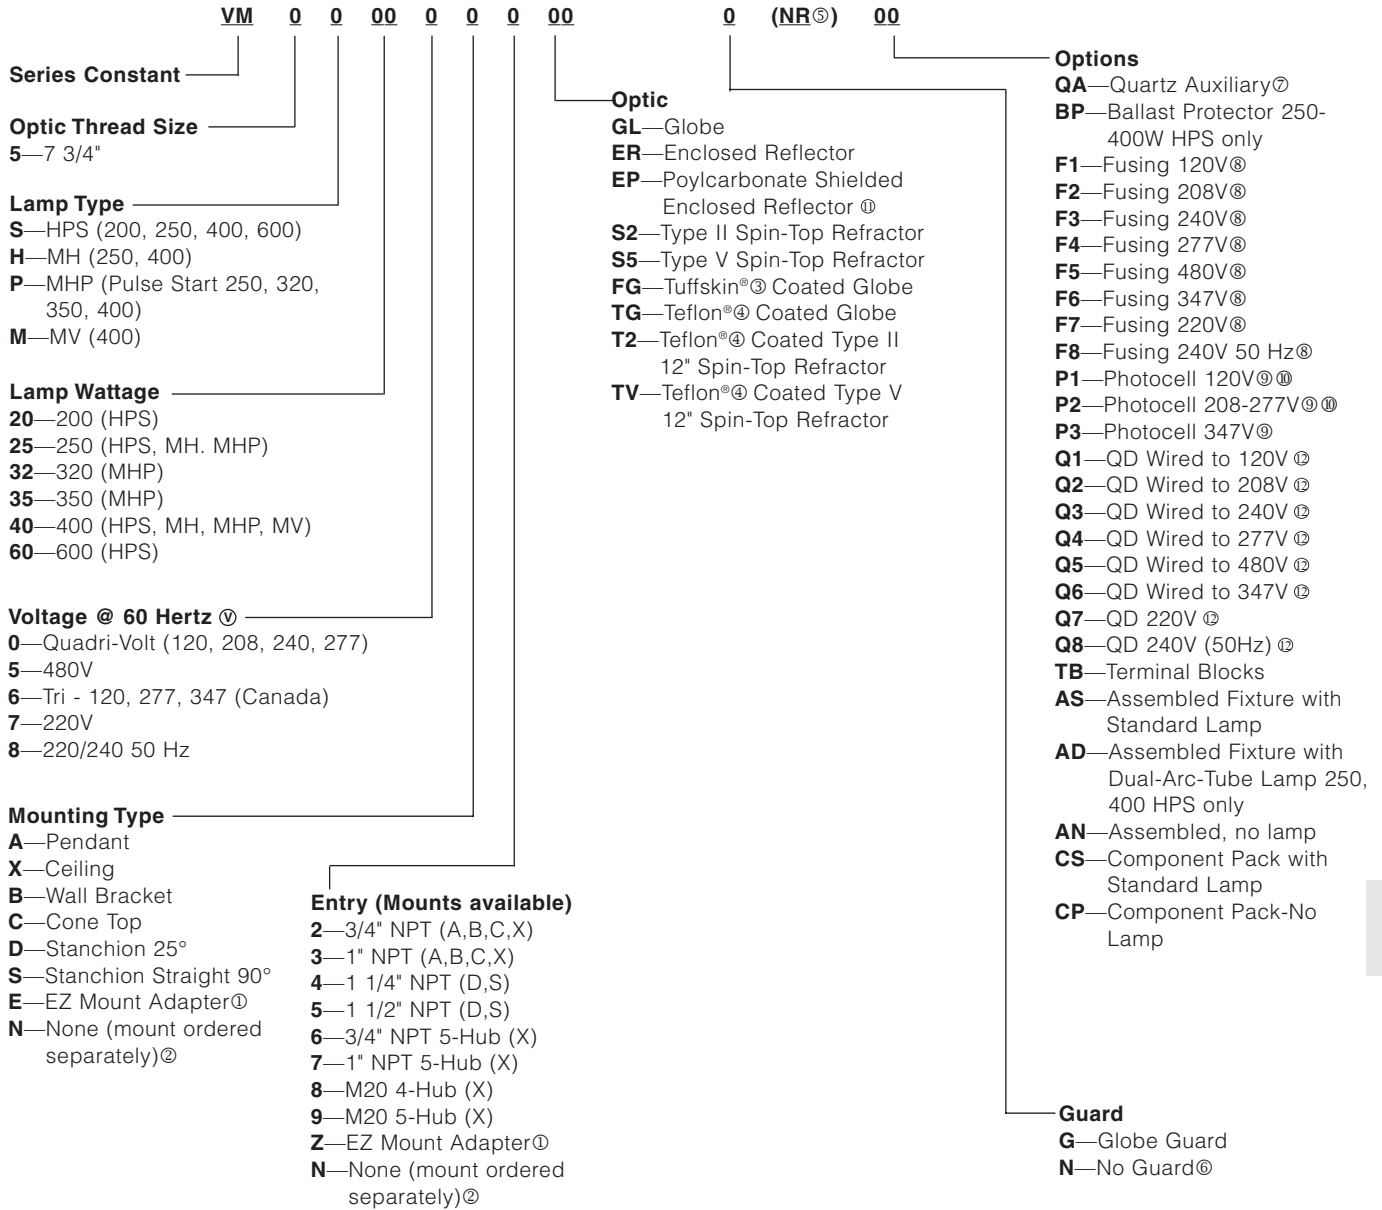 VM 0 0 00 0 0 0 00 0 (NR⑤) 00
Series Constant
Optic Thread Size
5—7 3/4"
Lamp Type
S—HPS (200, 250, 400, 600)
H—MH (250, 400)
P—MHP (Pulse Start 250, 320,
350, 400)
M—MV (400)
Lamp Wattage
20—200 (HPS)
25—250 (HPS, MH. MHP)
32—320 (MHP)
35—350 (MHP)
40—400 (HPS, MH, MHP, MV)
60—600 (HPS)
Voltage @ 60 Hertz Ⓥ
0—Quadri-Volt (120, 208, 240, 277)
5—480V
6—Tri - 120, 277, 347 (Canada)
7—220V
8—220/240 50 Hz
Mounting Type
A—Pendant
X—Ceiling
B—Wall Bracket
C—Cone Top
D—Stanchion 25°
S—Stanchion Straight 90°
E—EZ Mount Adapter①
N—None (mount ordered
separately)②
Entry (Mounts available)
2—3/4" NPT (A,B,C,X)
3—1" NPT (A,B,C,X)
4—1 1/4" NPT (D,S)
5—1 1/2" NPT (D,S)
6—3/4" NPT 5-Hub (X)
7—1" NPT 5-Hub (X)
8—M20 4-Hub (X)
9—M20 5-Hub (X)
Z—EZ Mount Adapter①
N—None (mount ordered
separately)②
Optic
GL—Globe
ER—Enclosed Reflector
EP—Poylcarbonate Shielded
Enclosed Reflector ⑪
S2—Type II Spin-Top Refractor
S5—Type V Spin-Top Refractor
FG—Tuffskin®③ Coated Globe
TG—Teflon®④ Coated Globe
T2—Teflon®④ Coated Type II
12" Spin-Top Refractor
TV—Teflon®④ Coated Type V
12" Spin-Top Refractor
Options
QA—Quartz Auxiliary⑦
BP—Ballast Protector 250-
400W HPS only
F1—Fusing 120V⑧
F2—Fusing 208V⑧
F3—Fusing 240V⑧
F4—Fusing 277V⑧
F5—Fusing 480V⑧
F6—Fusing 347V⑧
F7—Fusing 220V⑧
F8—Fusing 240V 50 Hz⑧
P1—Photocell 120V⑨⑩
P2—Photocell 208-277V⑨⑩
P3—Photocell 347V⑨
Q1—QD Wired to 120V ⑫
Q2—QD Wired to 208V ⑫
Q3—QD Wired to 240V ⑫
Q4—QD Wired to 277V ⑫
Q5—QD Wired to 480V ⑫
Q6—QD Wired to 347V ⑫
Q7—QD 220V ⑫
Q8—QD 240V (50Hz) ⑫
TB—Terminal Blocks
AS—Assembled Fixture with
Standard Lamp
AD—Assembled Fixture with
Dual-Arc-Tube Lamp 250,
400 HPS only
AN—Assembled, no lamp
CS—Component Pack with
Standard Lamp
CP—Component Pack-No
Lamp
Guard
G—Globe Guard
N—No Guard⑥